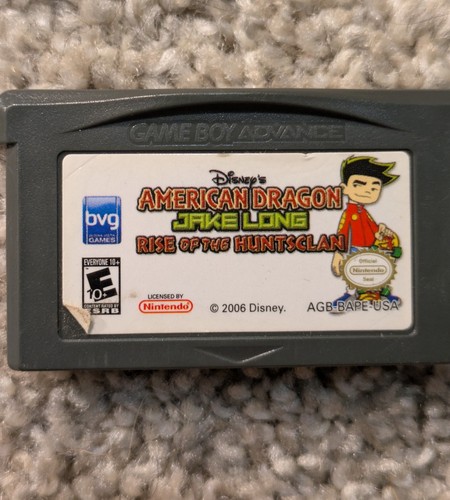 GAME BOY ADVANCE
Disney's
AMERICAN DRAGON
JAKE LONG
RISE OF THE HUNTSCLAN
bvg
GAMES
EVERYONE 10+
E
10+
CONTENT RATED BY
ESRB
LICENSED BY
Nintendo
© 2006 Disney.
Official
Nintendo
Seal
AGB-BAPE-USA